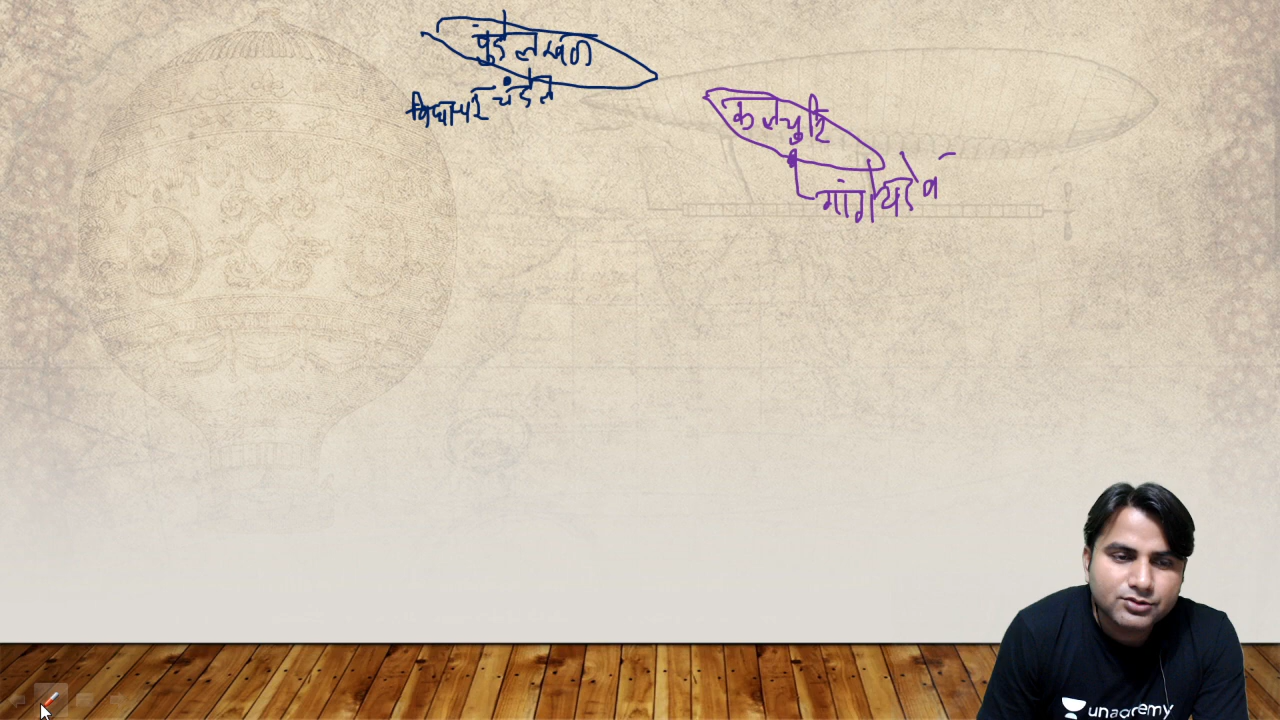 बुंदेलखंड
विद्याधर चंदेल
कलचुरि
गांगेयदेव
unacademy